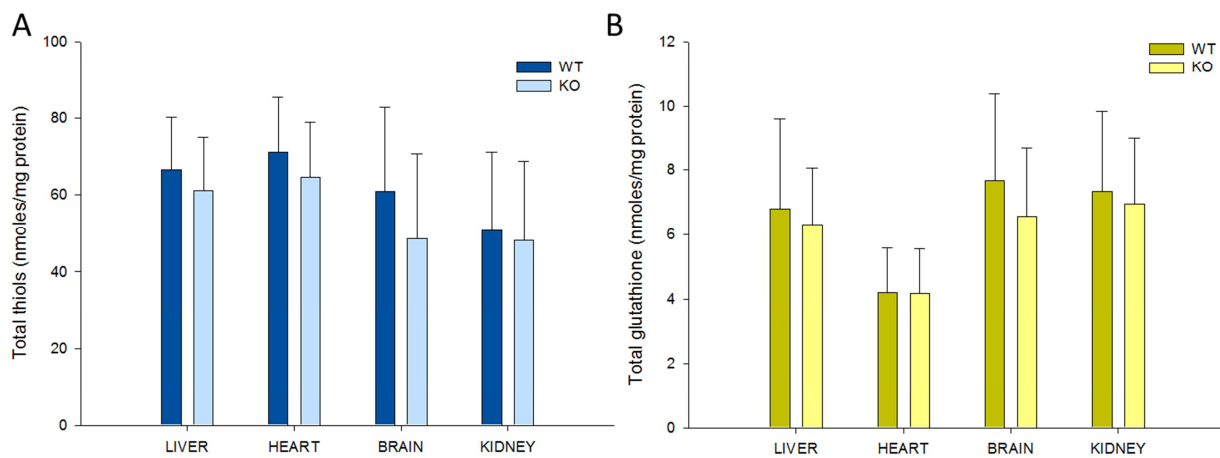 A
Total thiols (nmoles/mg protein)
100
80
60
40
20
0
WT
KO
LIVER HEART BRAIN KIDNEY
B
Total glutathione (nmoles/mg protein)
12
10
8
6
4
2
0
WT
KO
LIVER HEART BRAIN KIDNEY